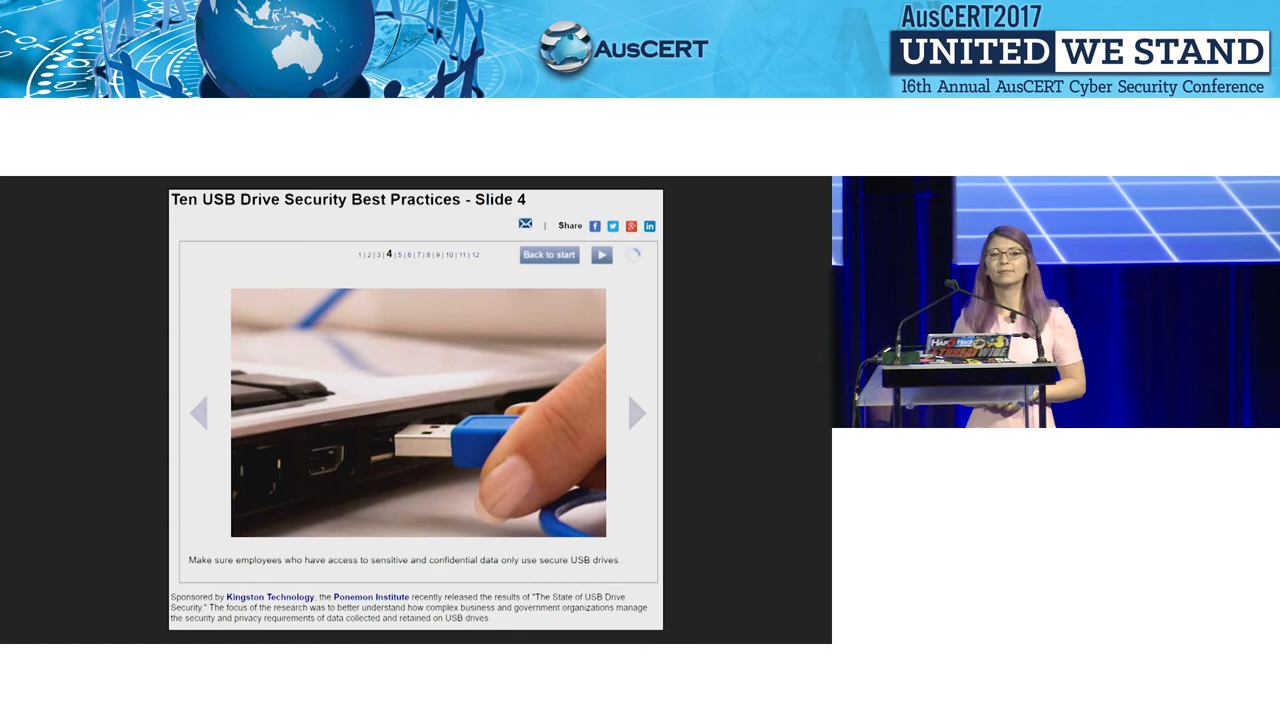 AusCERT2017
AusCERT
UNITED WE STAND
16th Annual AusCERT Cyber Security Conference
Ten USB Drive Security Best Practices - Slide 4
| Share
1 | 2 | 3 | 4 | 5 | 6 | 7 | 8 | 9 | 10 | 11 | 12
Back to start
Make sure employees who have access to sensitive and confidential data only use secure USB drives.
Sponsored by Kingston Technology, the Ponemon Institute recently released the results of "The State of USB Drive
Security." The focus of the research was to better understand how complex business and government organizations manage
the security and privacy requirements of data collected and retained on USB drives.
HAK5